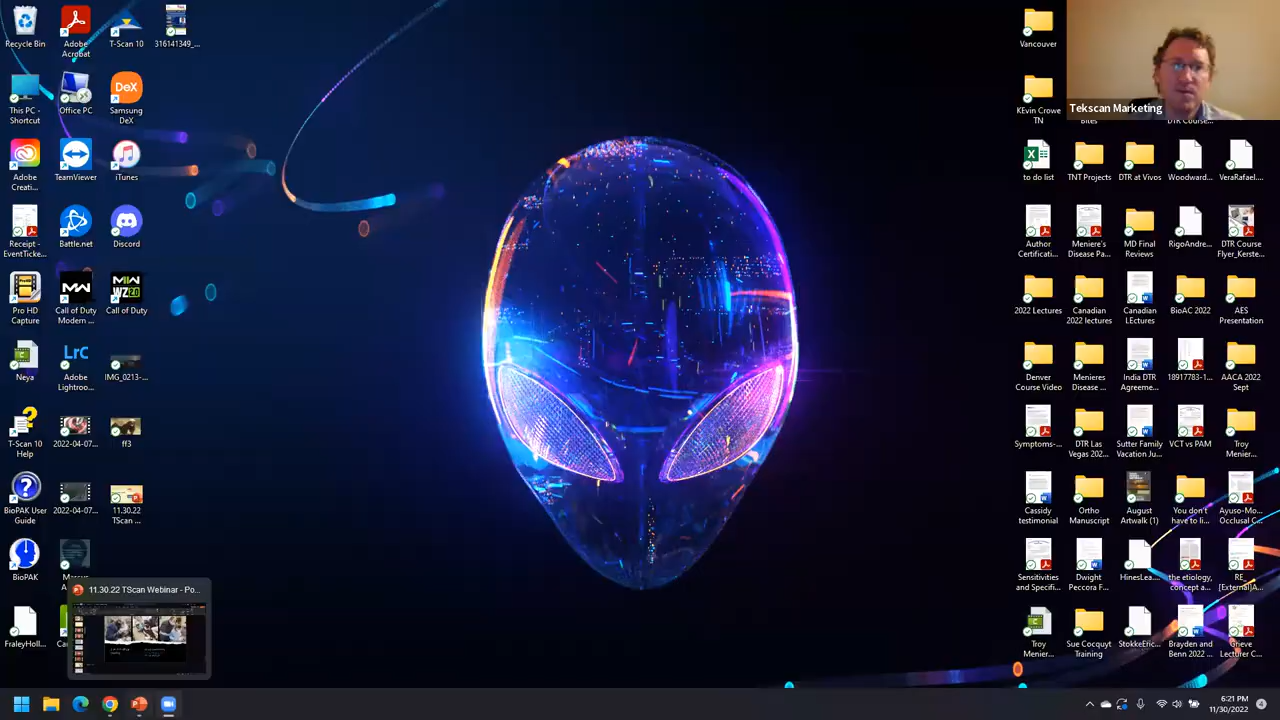 Recycle Bin
Adobe
Acrobat
T-Scan 10
316141349_...
This PC -
Shortcut
Office PC
DeX
Samsung
DeX
Adobe
Creati...
TeamViewer
iTunes
Receipt -
EventTicke...
Battle.net
Discord
Pro HD
Capture
Call of Duty
Modern ...
Call of Duty
Neya
LrC
Adobe
Lightroo...
IMG_0213-...
T-Scan 10
Help
2022-04-07...
ff3
BioPAK User
Guide
2022-04-07...
11.30.22
TScan ...
BioPAK
11.30.22 TScan Webinar - Po...
FraleyHoll...
Vancouver
Tekscan Marketing
KEvin Crowe
TN
Bites
DTR Course...
to do list
TNT Projects
DTR at Vivos
Woodward...
VeraRafael....
Author
Certificati...
Meniere's
Disease Pa...
MD Final
Reviews
RigoAndre...
DTR Course
Flyer_Kerste...
2022 Lectures
Canadian
2022 lectures
Canadian
LEctures
BioAC 2022
AES
Presentation
Denver
Course Video
Menieres
Disease ...
India DTR
Agreeme...
18917783-1...
AACA 2022
Sept
Symptoms-...
DTR Las
Vegas 202...
Sutter Family
Vacation Ju...
VCT vs PAM
Troy
Menier...
Cassidy
testimonial
Ortho
Manuscript
August
Artwalk (1)
You don't
have to li...
Ayuso-Mo...
Occlusal C...
Sensitivities
and Specifi...
Dwight
Peccora F...
HinesLea...
the etiology,
concept a...
RE_
[External]A...
Troy
Menier...
Sue Cocquyt
Training
StokkeEric...
Brayden and
Benn 2022 ...
Grieve
Lecturer C...
6:21 PM
11/30/2022
4